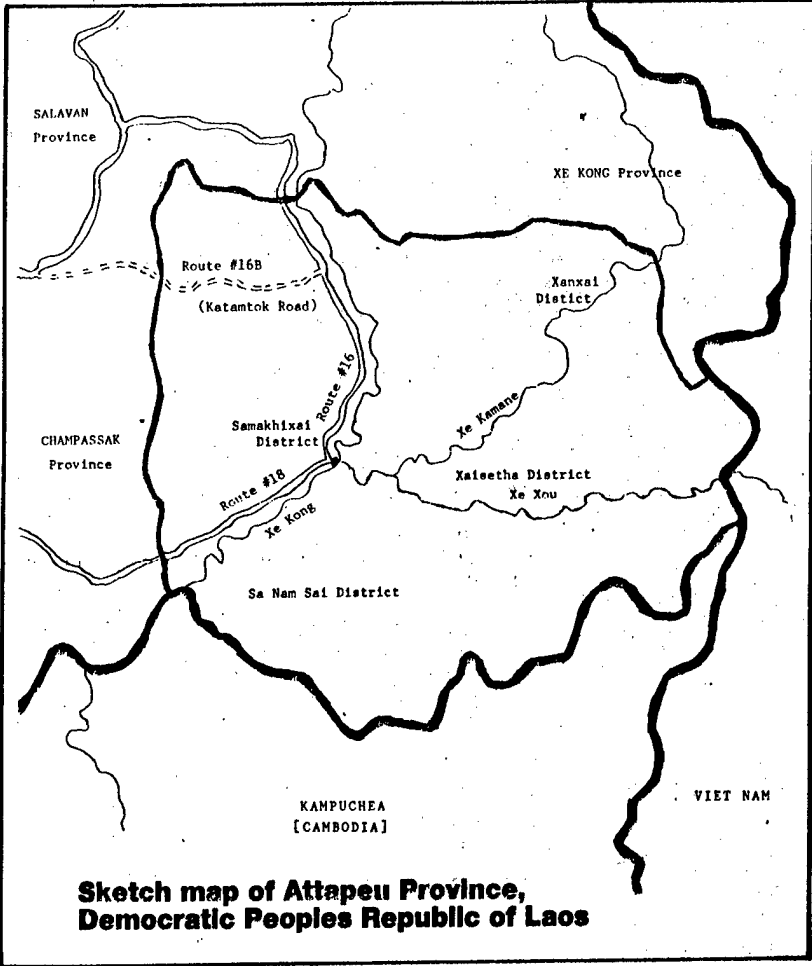 SALAVAN
Province
XE KONG Province
Route #16B
(Katamtok Road)
Xanxai
District
Route #16
Xe Kamane
Samakhixai
District
CHAMPASSAK
Province
Xaisetha District
Xe Xou
Route #18
Xe Kong
Sa Nam Sai District
KAMPUCHEA
[CAMBODIA]
VIET NAM
Sketch map of Attapeu Province,
Democratic Peoples Republic of Laos